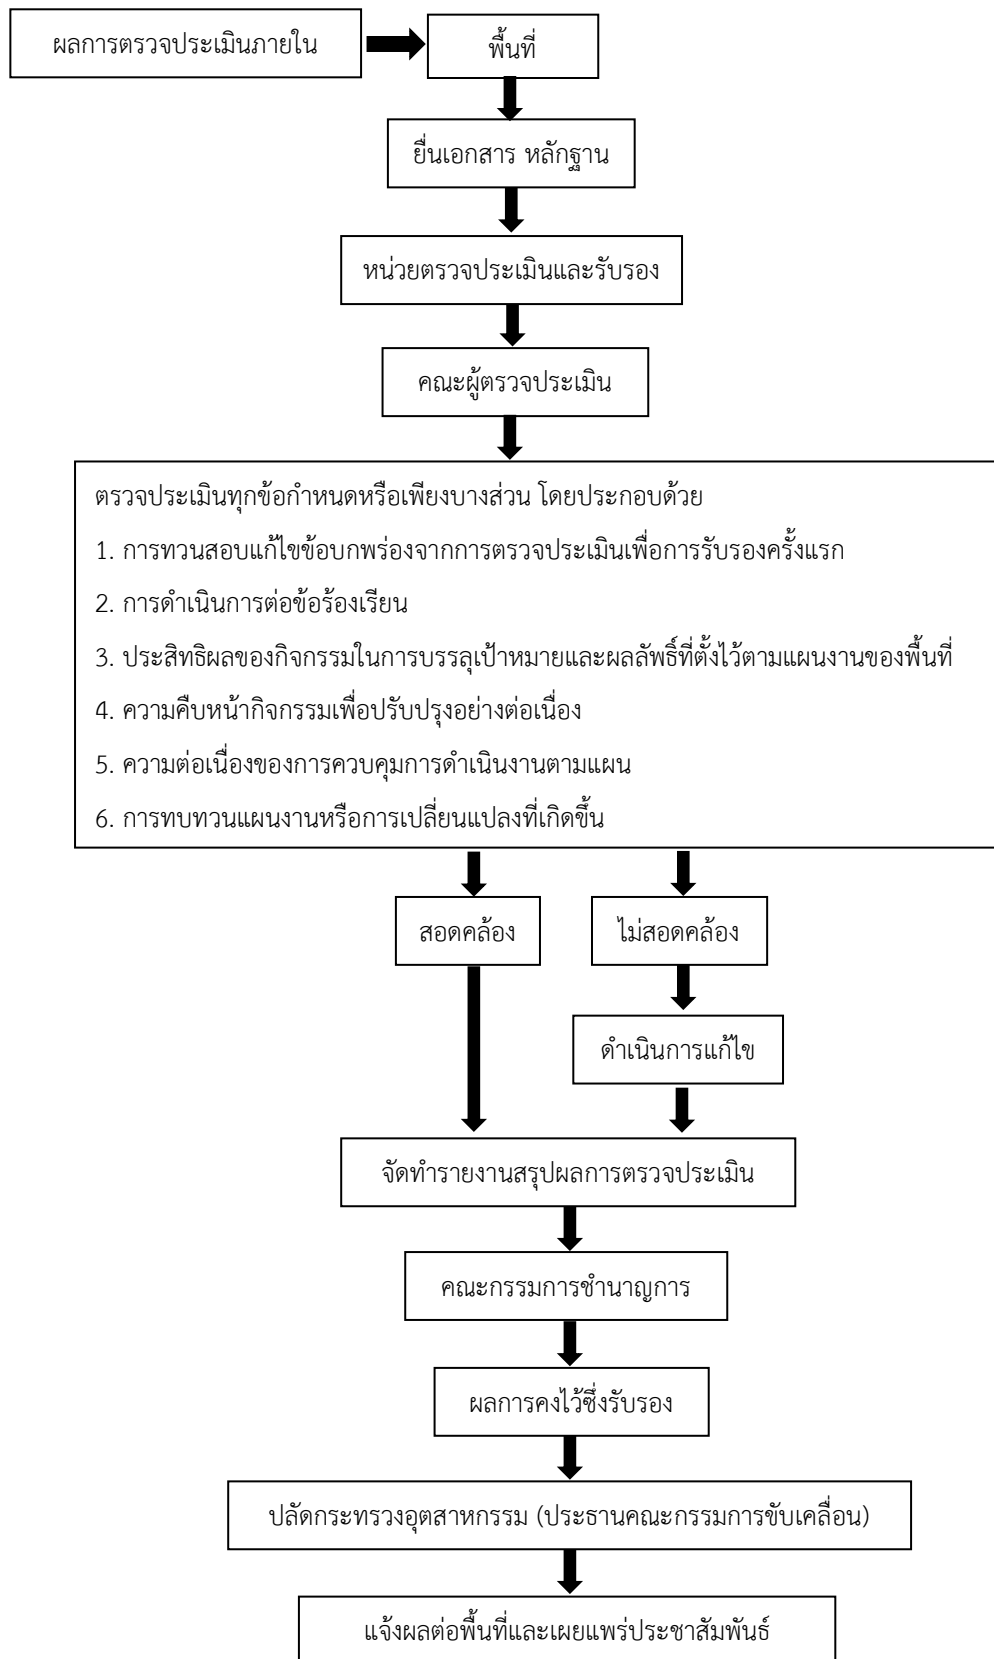 ผลการตรวจประเมินภายใน
พื้นที่
ยื่นเอกสาร หลักฐาน
หน่วยตรวจประเมินและรับรอง
คณะผู้ตรวจประเมิน
ตรวจประเมินทุกข้อกำหนดหรือเพียงบางส่วน โดยประกอบด้วย
1. การทวนสอบแก้ไขข้อบกพร่องจากการตรวจประเมินเพื่อการรับรองครั้งแรก
2. การดำเนินการต่อข้อร้องเรียน
3. ประสิทธิผลของกิจกรรมในการบรรลุเป้าหมายและผลลัพธิ์ที่ตั้งไว้ตามแผนงานของพื้นที่
4. ความคืบหน้ากิจกรรมเพื่อปรับปรุงอย่างต่อเนื่อง
5. ความต่อเนื่องของการควบคุมการดำเนินงานตามแผน
6. การทบทวนแผนงานหรือการเปลี่ยนแปลงที่เกิดขึ้น
สอดคล้อง
ไม่สอดคล้อง
ดำเนินการแก้ไข
จัดทำรายงานสรุปผลการตรวจประเมิน
คณะกรรมการชำนาญการ
ผลการคงไว้ซึ่งรับรอง
ปลัดกระทรวงอุตสาหกรรม (ประธานคณะกรรมการขับเคลื่อน)
แจ้งผลต่อพื้นที่และเผยแพร่ประชาสัมพันธ์